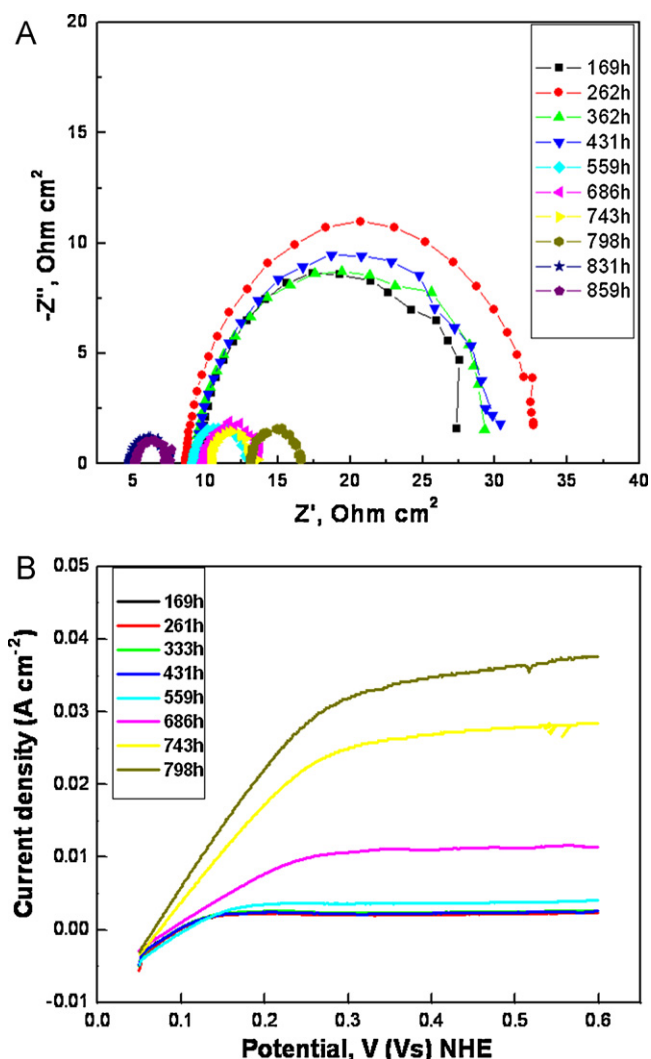 A
20
15
10
5
0
-Z'', Ohm cm²
0 5 10 15 20 25 30 35 40
Z', Ohm cm²
169h
262h
362h
431h
559h
686h
743h
798h
831h
859h
B
0.05
0.04
0.03
0.02
0.01
0.00
-0.01
Current density (A cm⁻²)
0.0 0.1 0.2 0.3 0.4 0.5 0.6
Potential, V (Vs) NHE
169h
261h
333h
431h
559h
686h
743h
798h